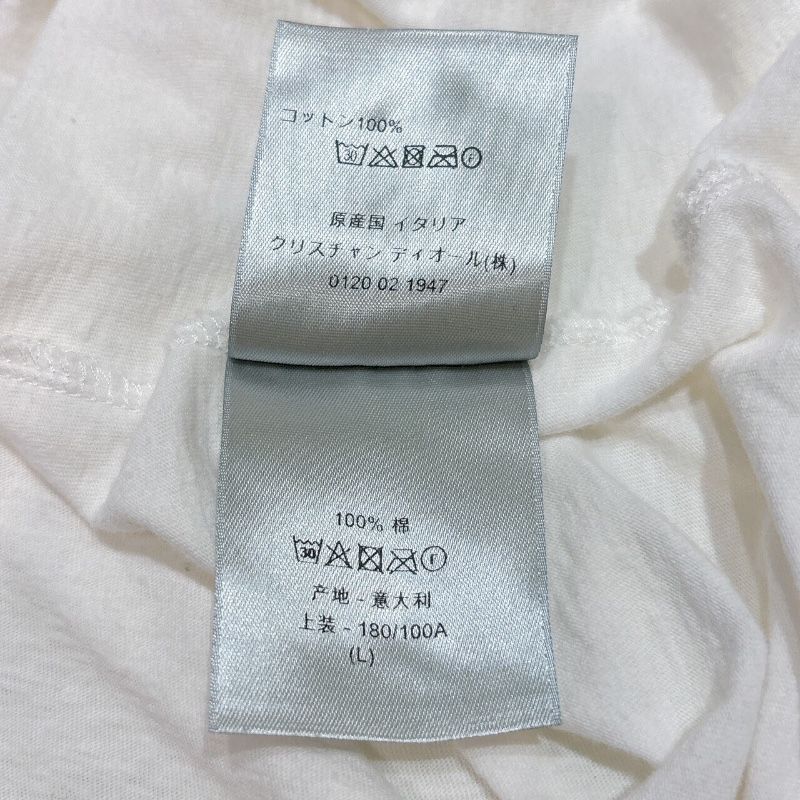 コットン100%
30 F
原産国 イタリア
クリスチャン ディオール(株)
0120 02 1947
100% 棉
30 F
产地 - 意大利
上装 - 180/100A
(L)